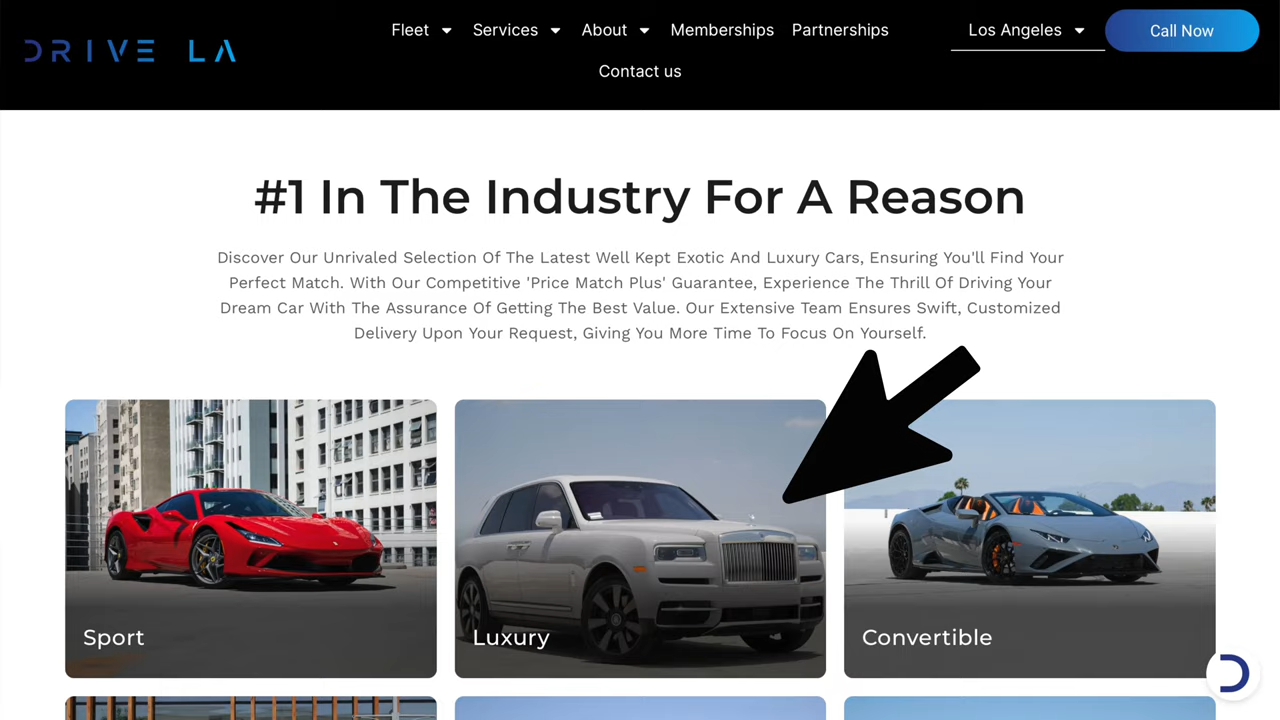 DRIVE LA
Fleet Services About Memberships Partnerships
Contact us
Los Angeles
Call Now
#1 In The Industry For A Reason
Discover Our Unrivaled Selection Of The Latest Well Kept Exotic And Luxury Cars, Ensuring You'll Find Your
Perfect Match. With Our Competitive 'Price Match Plus' Guarantee, Experience The Thrill Of Driving Your
Dream Car With The Assurance Of Getting The Best Value. Our Extensive Team Ensures Swift, Customized
Delivery Upon Your Request, Giving You More Time To Focus On Yourself.
Sport
Luxury
Convertible
D